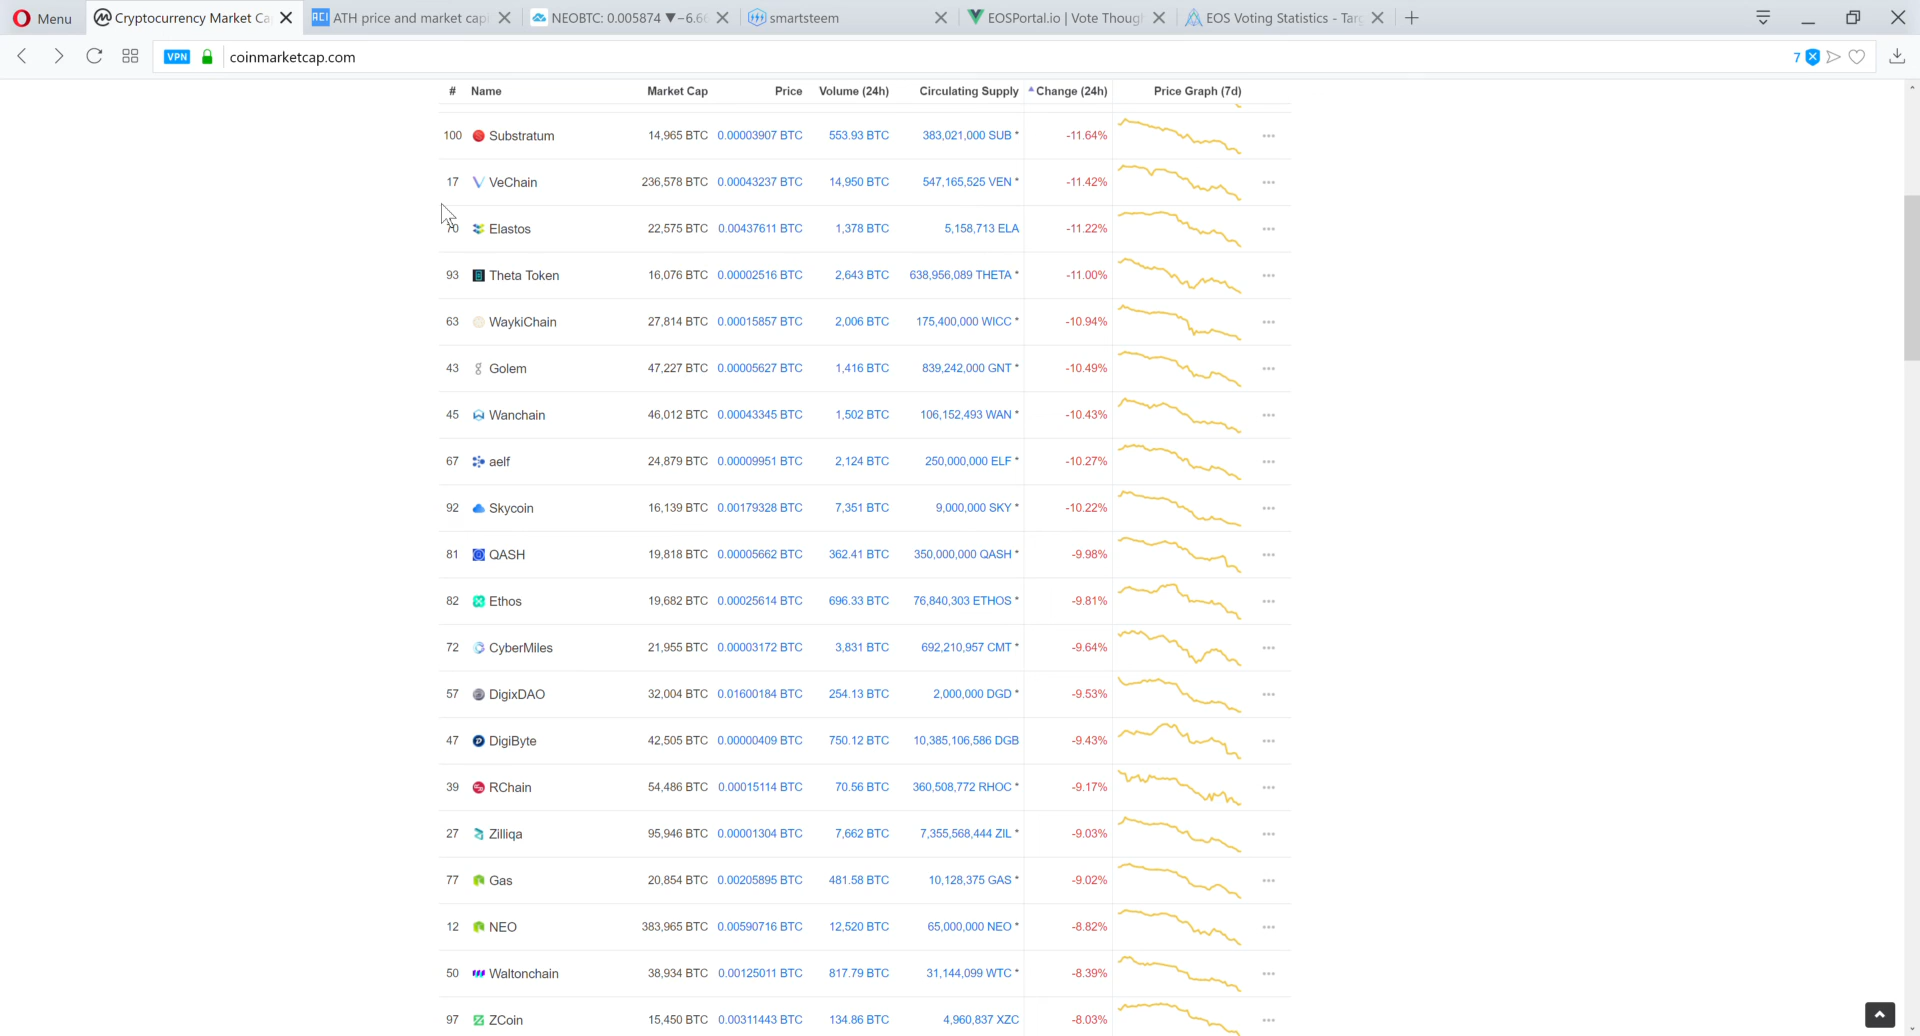 Menu Cryptocurrency Market Ca ATH price and market cap NEOBTC: 0.005874 ▼−6.66 smartsteem EOSPortal.io | Vote Though EOS Voting Statistics - Targ
VPN coinmarketcap.com 7
# Name Market Cap Price Volume (24h) Circulating Supply Change (24h) Price Graph (7d)
100 Substratum 14,965 BTC 0.00003907 BTC 553.93 BTC 383,021,000 SUB * -11.64%
17 VeChain 236,578 BTC 0.00043237 BTC 14,950 BTC 547,165,525 VEN * -11.42%
70 Elastos 22,575 BTC 0.00437611 BTC 1,378 BTC 5,158,713 ELA -11.22%
93 Theta Token 16,076 BTC 0.00002516 BTC 2,643 BTC 638,956,089 THETA * -11.00%
63 WaykiChain 27,814 BTC 0.00015857 BTC 2,006 BTC 175,400,000 WICC * -10.94%
43 Golem 47,227 BTC 0.00005627 BTC 1,416 BTC 839,242,000 GNT * -10.49%
45 Wanchain 46,012 BTC 0.00043345 BTC 1,502 BTC 106,152,493 WAN * -10.43%
67 aelf 24,879 BTC 0.00009951 BTC 2,124 BTC 250,000,000 ELF * -10.27%
92 Skycoin 16,139 BTC 0.00179328 BTC 7,351 BTC 9,000,000 SKY * -10.22%
81 QASH 19,818 BTC 0.00005662 BTC 362.41 BTC 350,000,000 QASH * -9.98%
82 Ethos 19,682 BTC 0.00025614 BTC 696.33 BTC 76,840,303 ETHOS * -9.81%
72 CyberMiles 21,955 BTC 0.00003172 BTC 3,831 BTC 692,210,957 CMT * -9.64%
57 DigixDAO 32,004 BTC 0.01600184 BTC 254.13 BTC 2,000,000 DGD * -9.53%
47 DigiByte 42,505 BTC 0.00000409 BTC 750.12 BTC 10,385,106,586 DGB -9.43%
39 RChain 54,486 BTC 0.00015114 BTC 70.56 BTC 360,508,772 RHOC * -9.17%
27 Zilliqa 95,946 BTC 0.00001304 BTC 7,662 BTC 7,355,568,444 ZIL * -9.03%
77 Gas 20,854 BTC 0.00205895 BTC 481.58 BTC 10,128,375 GAS * -9.02%
12 NEO 383,965 BTC 0.00590716 BTC 12,520 BTC 65,000,000 NEO * -8.82%
50 Waltonchain 38,934 BTC 0.00125011 BTC 817.79 BTC 31,144,099 WTC * -8.39%
97 ZCoin 15,450 BTC 0.00311443 BTC 134.86 BTC 4,960,837 XZC -8.03%